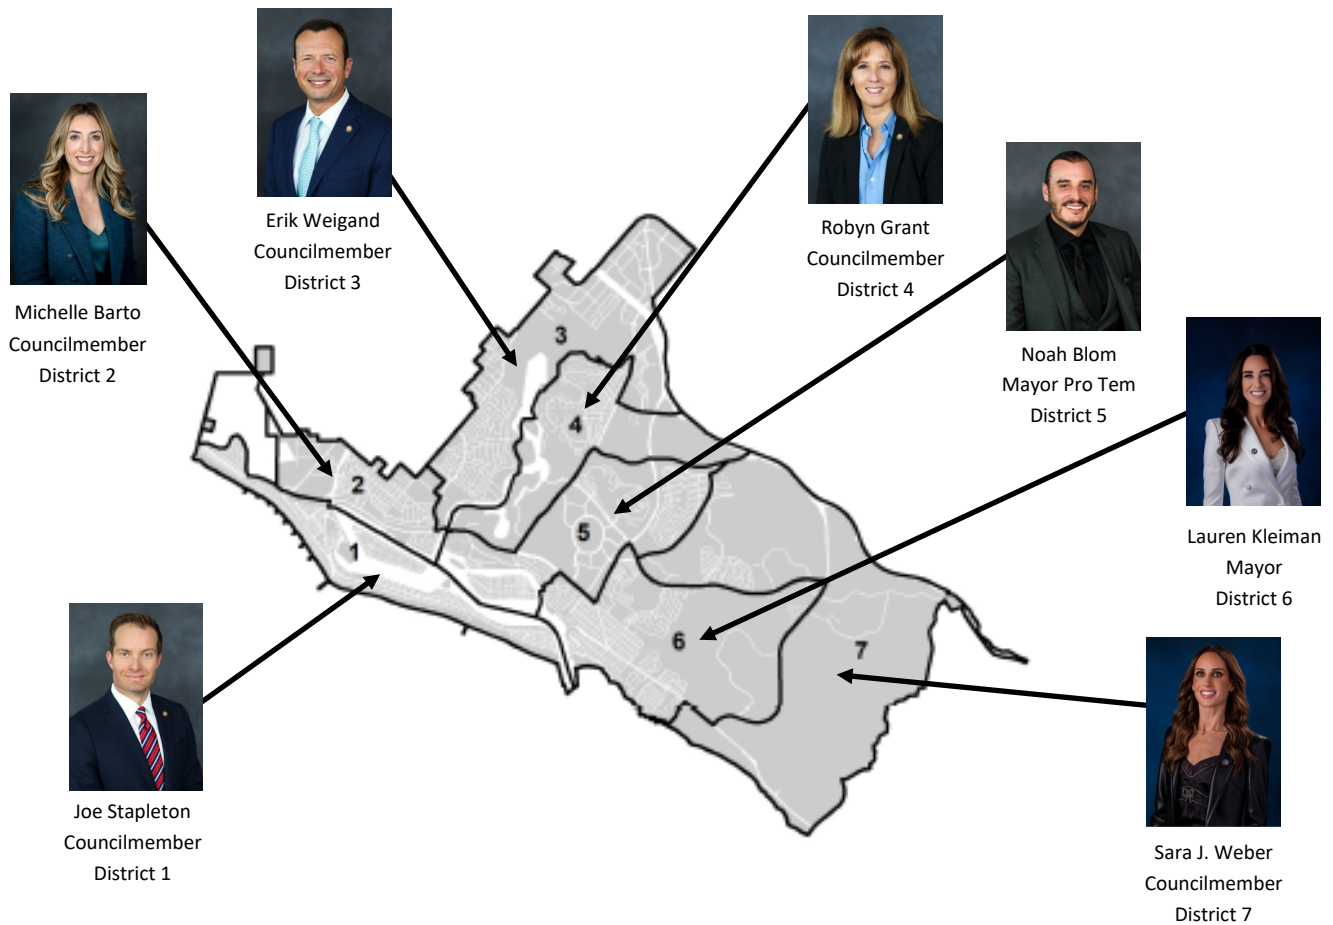 Erik Weigand
Councilmember
District 3
Robyn Grant
Councilmember
District 4
Michelle Barto
Councilmember
District 2
Noah Blom
Mayor Pro Tem
District 5
Lauren Kleiman
Mayor
District 6
Joe Stapleton
Councilmember
District 1
Sara J. Weber
Councilmember
District 7
3
4
2
5
1
6
7